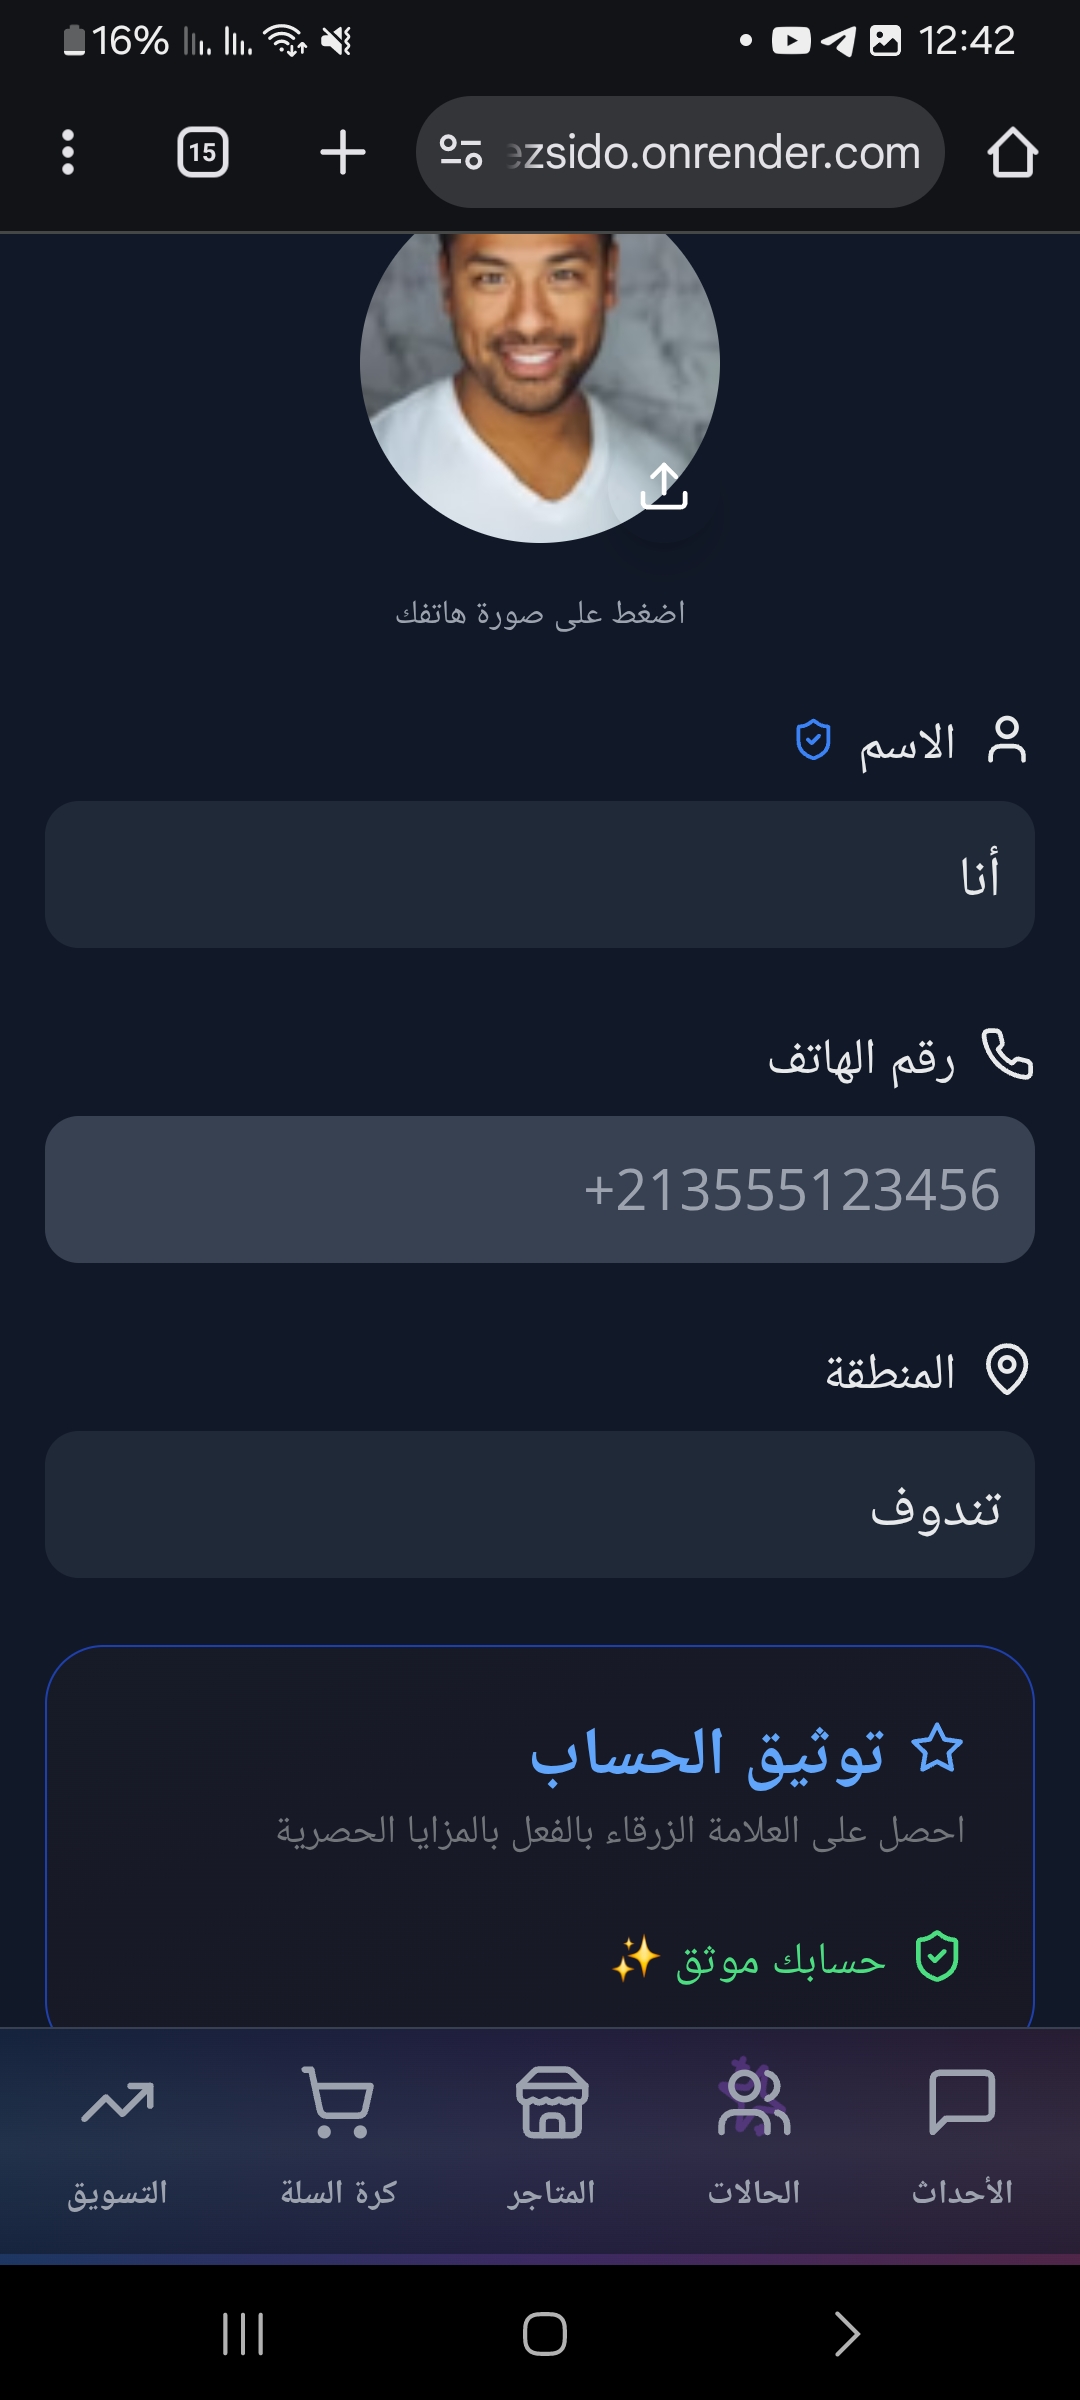 16%
12:42
15
ezsido.onrender.com
اضغط على صورة هاتفك
الاسم
أنا
رقم الهاتف
+213555123456
المنطقة
تندوف
توثيق الحساب
احصل على العلامة الزرقاء بالفعل بالمزايا الحصرية
حسابك موثق ✨
الأحداث
الحالات
المتاجر
كرة السلة
التسويق